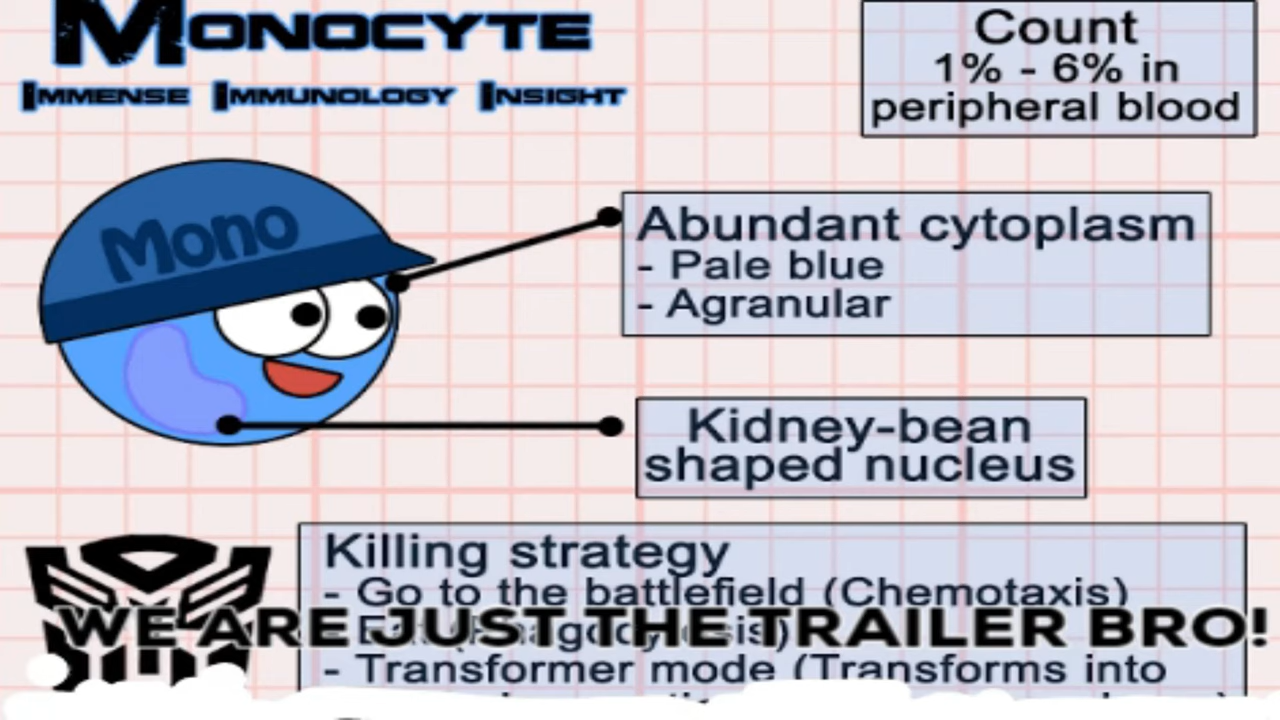 Monocyte
Immense Immunology Insight
Count
1% - 6% in
peripheral blood
Mono
Abundant cytoplasm
- Pale blue
- Agranular
Kidney-bean
shaped nucleus
Killing strategy
- Go to the battlefield (Chemotaxis)
WE ARE JUST THE TRAILER BRO!
- Transformer mode (Transforms into